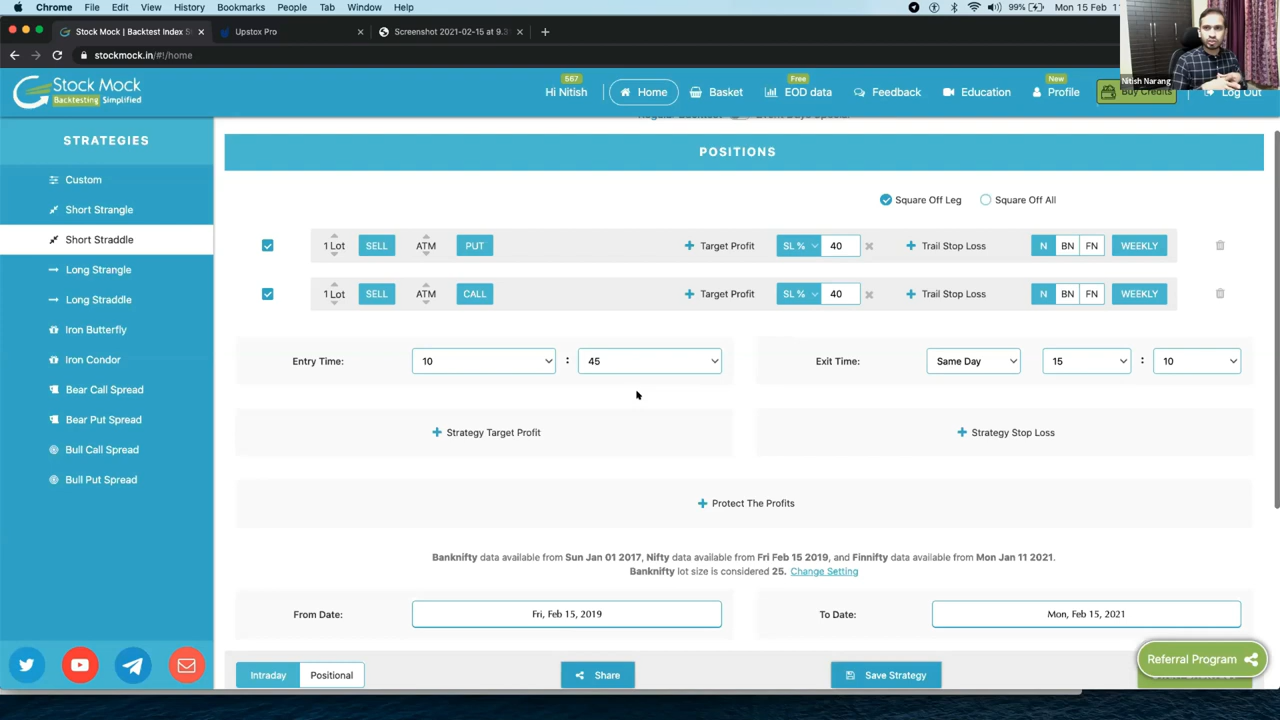 Chrome File Edit View History Bookmarks People Tab Window Help 99% Mon 15 Feb
Stock Mock | Backtest Index S
Upstox Pro
Screenshot 2021-02-15 at 9.3
stockmock.in/#!/home
Nitish Narang
Stock Mock
Backtesting Simplified
567
Hi Nitish
Home
Basket
Free
EOD data
Feedback
Education
New
Profile
Buy Credits
Log Out
Regular Backtest Event Days Special
STRATEGIES
Custom
Short Strangle
Short Straddle
Long Strangle
Long Straddle
Iron Butterfly
Iron Condor
Bear Call Spread
Bear Put Spread
Bull Call Spread
Bull Put Spread
POSITIONS
Square Off Leg Square Off All
1 Lot SELL ATM PUT Target Profit SL % 40 Trail Stop Loss N BN FN WEEKLY
1 Lot SELL ATM CALL Target Profit SL % 40 Trail Stop Loss N BN FN WEEKLY
Entry Time: 10 : 45 Exit Time: Same Day 15 : 10
Strategy Target Profit Strategy Stop Loss
Protect The Profits
Banknifty data available from Sun Jan 01 2017, Nifty data available from Fri Feb 15 2019, and Finnifty data available from Mon Jan 11 2021.
Banknifty lot size is considered 25. Change Setting
From Date: Fri, Feb 15, 2019 To Date: Mon, Feb 15, 2021
Intraday Positional Share Save Strategy
Referral Program